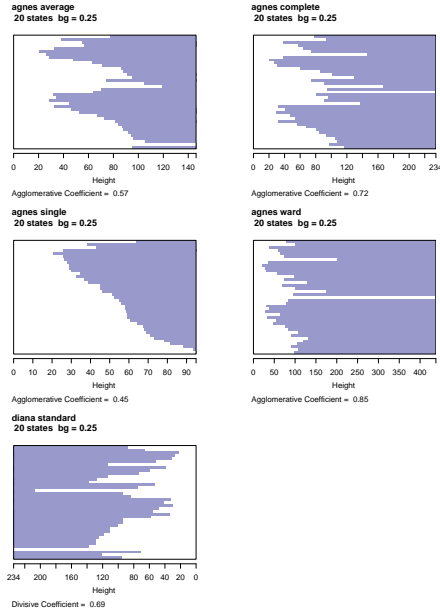 agnes average
20 states bg = 0.25
0 20 40 60 80 100 120 146
Height
Agglomerative Coefficient = 0.57
agnes complete
20 states bg = 0.25
0 20 40 60 80 120 160 200 234
Height
Agglomerative Coefficient = 0.72
agnes single
20 states bg = 0.25
0 10 20 30 40 50 60 70 80 90
Height
Agglomerative Coefficient = 0.45
agnes ward
20 states bg = 0.25
0 50 100 150 200 250 300 350 400
Height
Agglomerative Coefficient = 0.85
diana standard
20 states bg = 0.25
234 200 160 120 80 60 40 20 0
Height
Divisive Coefficient = 0.69